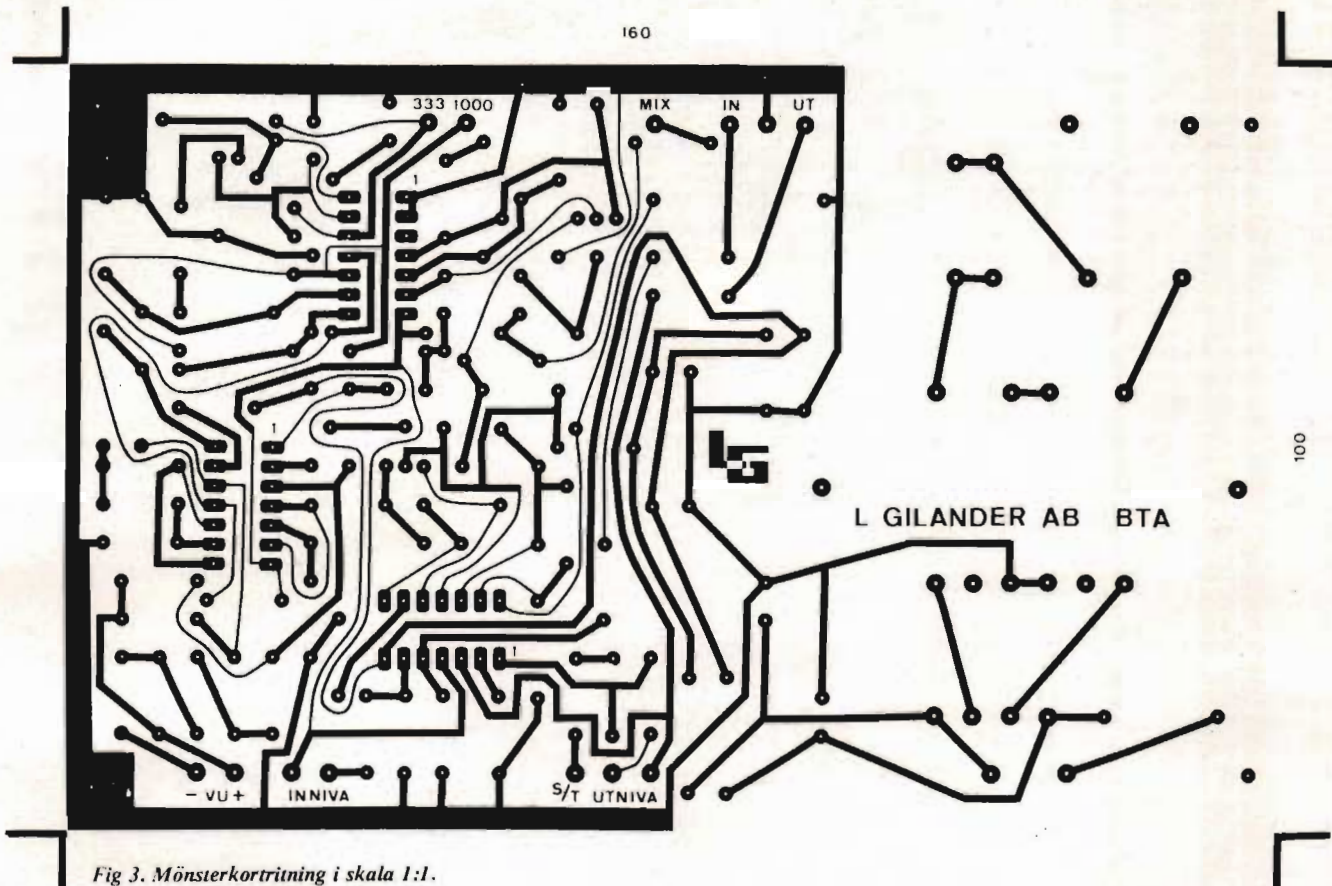 160
333 1000
MIX IN UT
1
1
100
L GILANDER AB BTA
1
- VU + INNIVA S/T UTNIVA
Fig 3. Mönsterkortritning i skala 1:1.